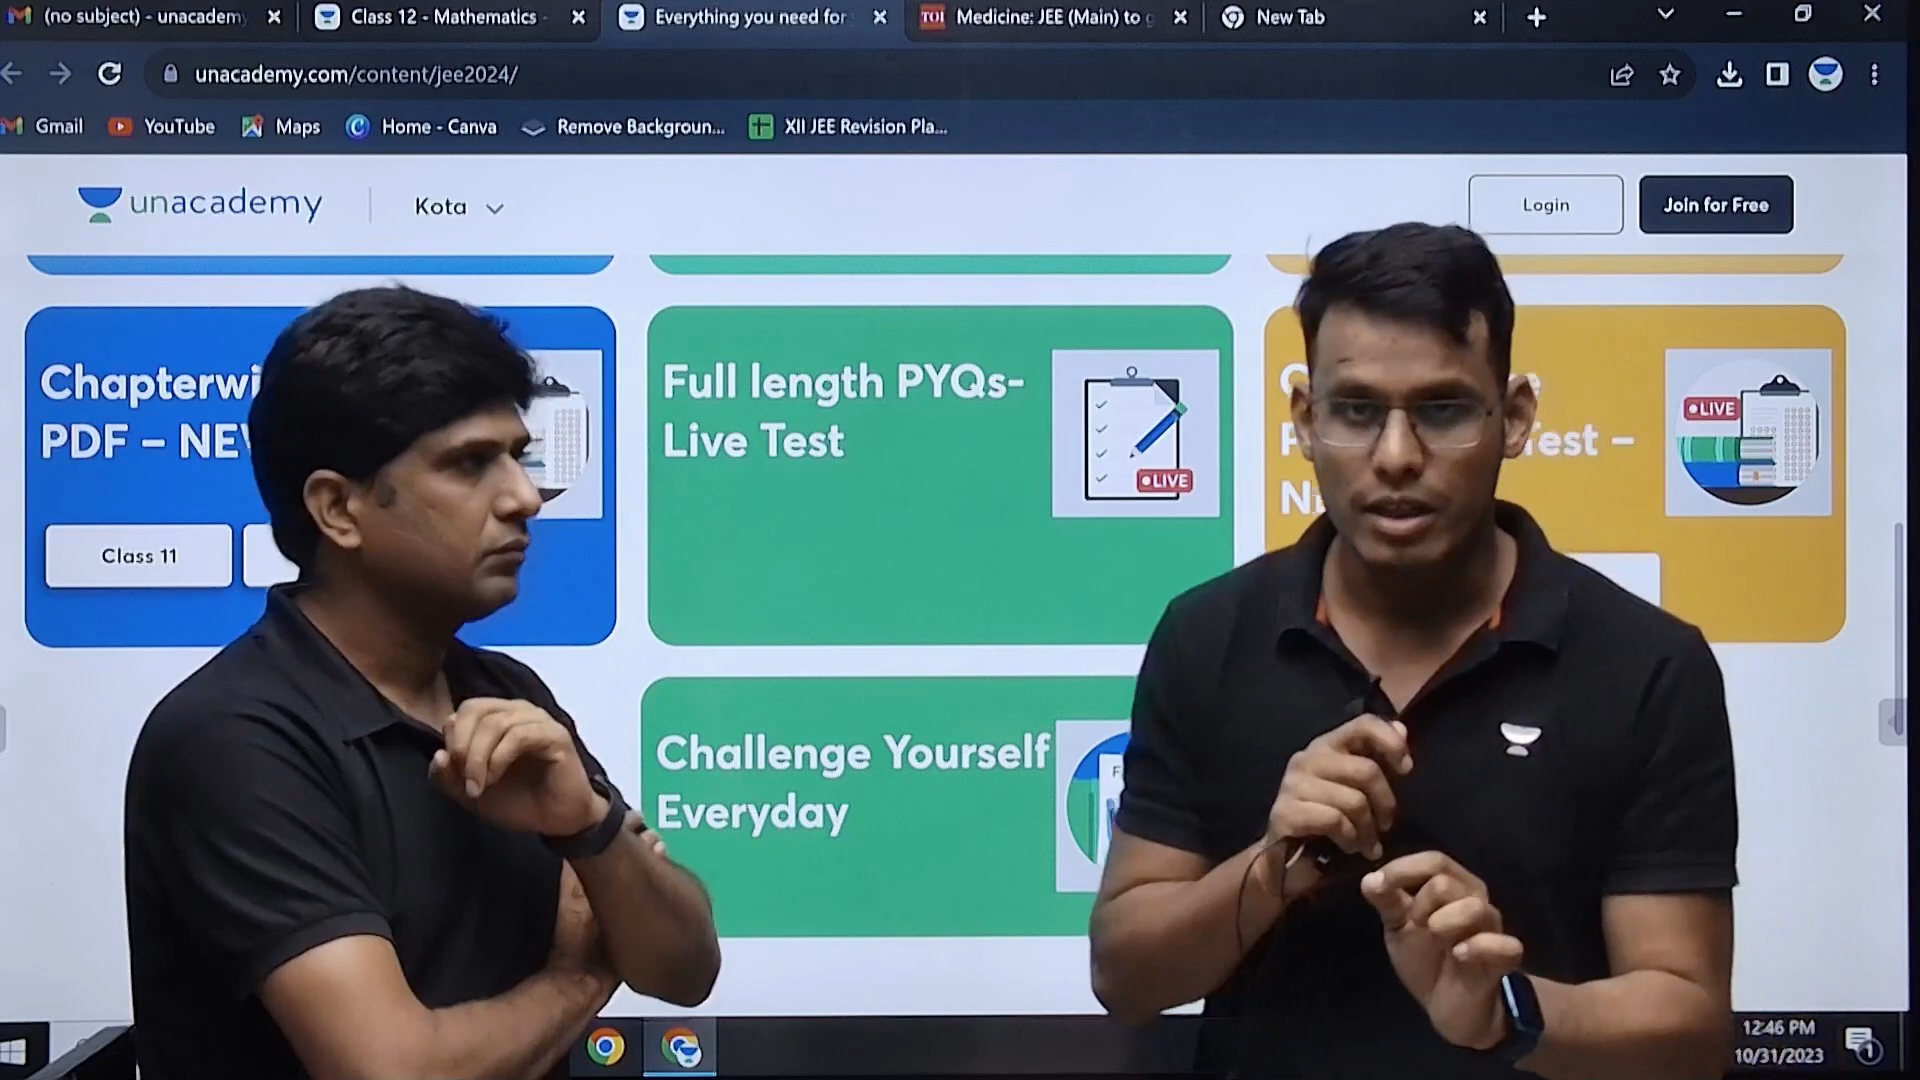 (no subject) - unacadem
Class 12 - Mathematics -
Everything you need for
TOI Medicine: JEE (Main) to g
New Tab
unacademy.com/content/jee2024/
Gmail
YouTube
Maps
Home - Canva
Remove Backgroun...
XII JEE Revision Pla...
unacademy
Kota
Login
Join for Free
Chapterwi
PDF – NEW
Class 11
Full length PYQs-
Live Test
LIVE
Test –
LIVE
Challenge Yourself
Everyday
12:46 PM
10/31/2023
1